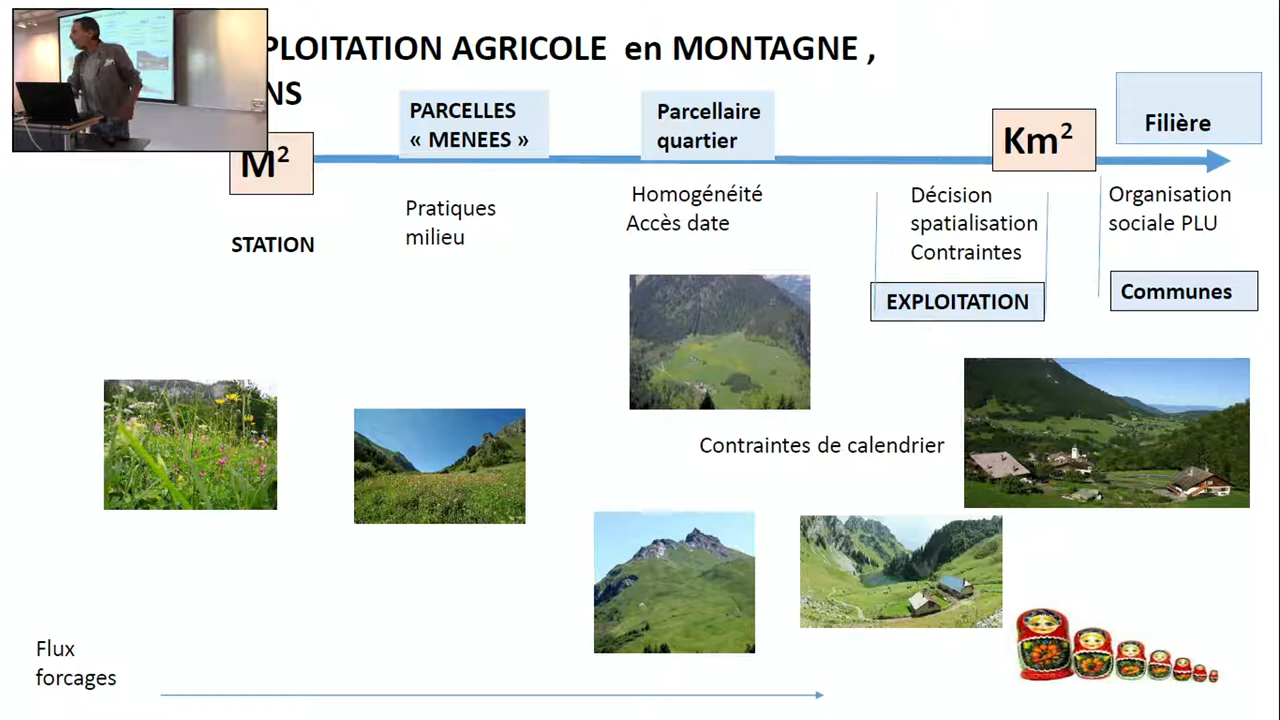 PLOITATION AGRICOLE en MONTAGNE ,
NS
PARCELLES
« MENEES »
Parcellaire
quartier
Km²
Filière
M²
Pratiques
milieu
Homogénéité
Accès date
Décision
spatialisation
Contraintes
Organisation
sociale PLU
STATION
EXPLOITATION
Communes
Contraintes de calendrier
Flux
forcages